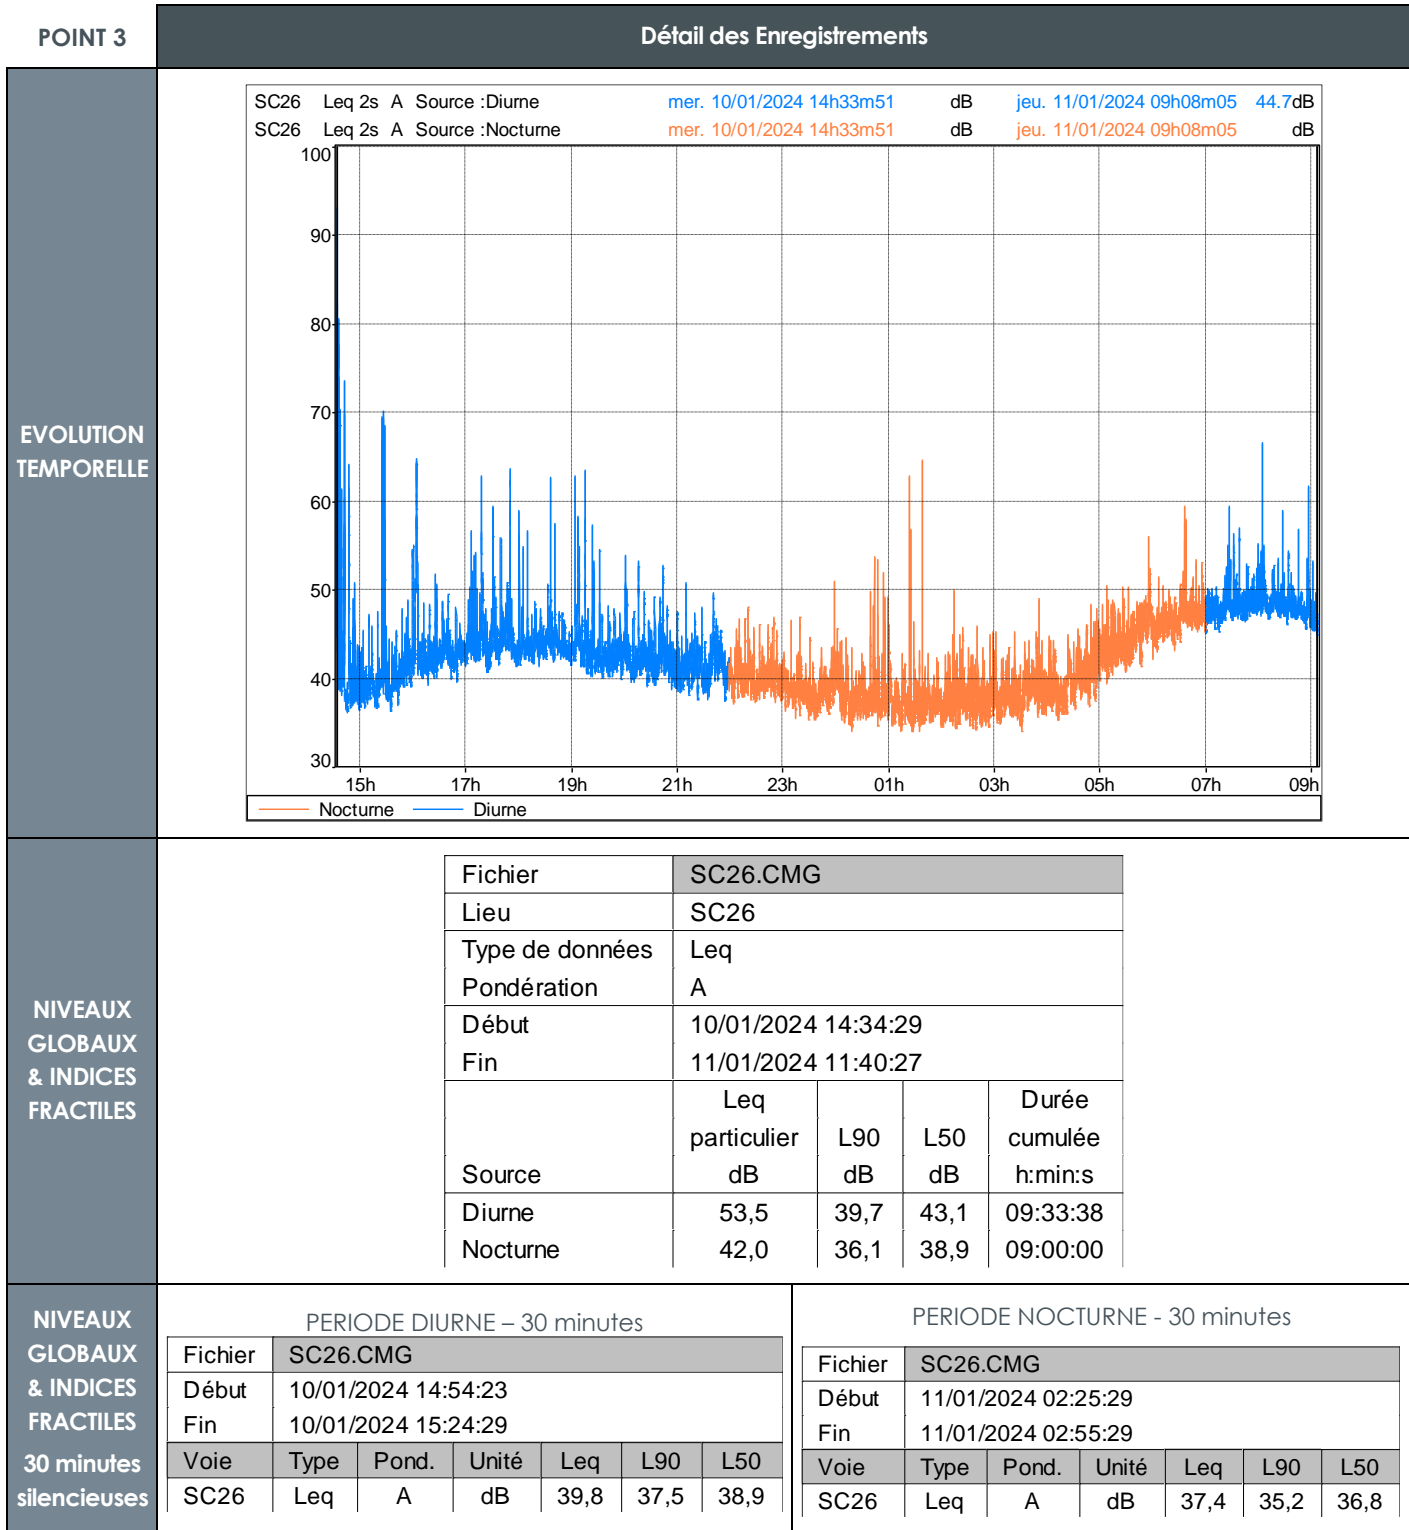 POINT 3
Détail des Enregistrements
EVOLUTION
TEMPORELLE
SC26 Leq 2s A Source :Diurne mer. 10/01/2024 14h33m51 dB jeu. 11/01/2024 09h08m05 44.7dB
SC26 Leq 2s A Source :Nocturne mer. 10/01/2024 14h33m51 dB jeu. 11/01/2024 09h08m05 dB
100
90
80
70
60
50
40
30
15h 17h 19h 21h 23h 01h 03h 05h 07h 09h
Nocturne Diurne
NIVEAUX
GLOBAUX
& INDICES
FRACTILES
Fichier SC26.CMG
Lieu SC26
Type de données Leq
Pondération A
Début 10/01/2024 14:34:29
Fin 11/01/2024 11:40:27
Leq Durée
particulier L90 L50 cumulée
Source dB dB dB h:min:s
Diurne 53,5 39,7 43,1 09:33:38
Nocturne 42,0 36,1 38,9 09:00:00
NIVEAUX
GLOBAUX
& INDICES
FRACTILES
30 minutes
silencieuses
PERIODE DIURNE – 30 minutes
Fichier SC26.CMG
Début 10/01/2024 14:54:23
Fin 10/01/2024 15:24:29
Voie Type Pond. Unité Leq L90 L50
SC26 Leq A dB 39,8 37,5 38,9
PERIODE NOCTURNE - 30 minutes
Fichier SC26.CMG
Début 11/01/2024 02:25:29
Fin 11/01/2024 02:55:29
Voie Type Pond. Unité Leq L90 L50
SC26 Leq A dB 37,4 35,2 36,8